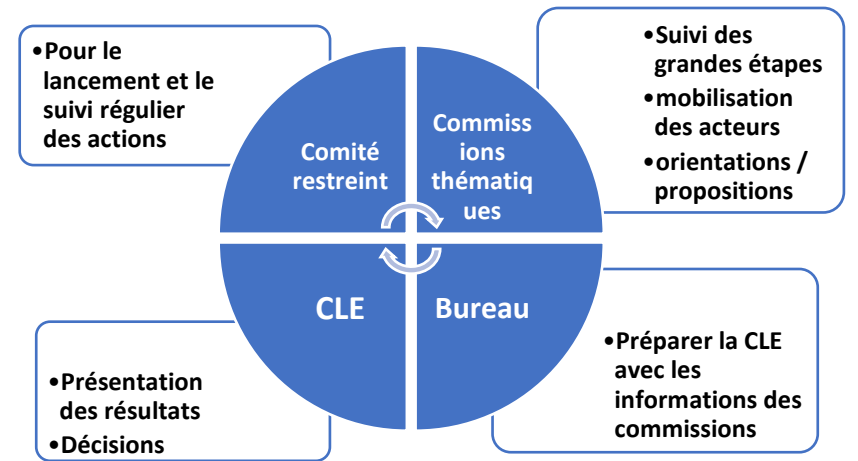 •Pour le
lancement et le
suivi régulier
des actions
•Suivi des
grandes étapes
•mobilisation
des acteurs
•orientations /
propositions
Comité
restreint
Commiss
ions
thématiq
ues
CLE
Bureau
•Présentation
des résultats
•Décisions
•Préparer la CLE
avec les
informations des
commissions